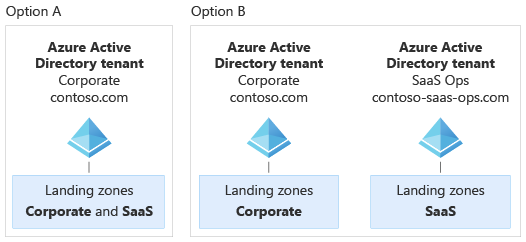 Option A
Azure Active
Directory tenant
Corporate
contoso.com
Landing zones
Corporate and SaaS
Option B
Azure Active
Directory tenant
Corporate
contoso.com
Landing zones
Corporate
Azure Active
Directory tenant
SaaS Ops
contoso-saas-ops.com
Landing zones
SaaS